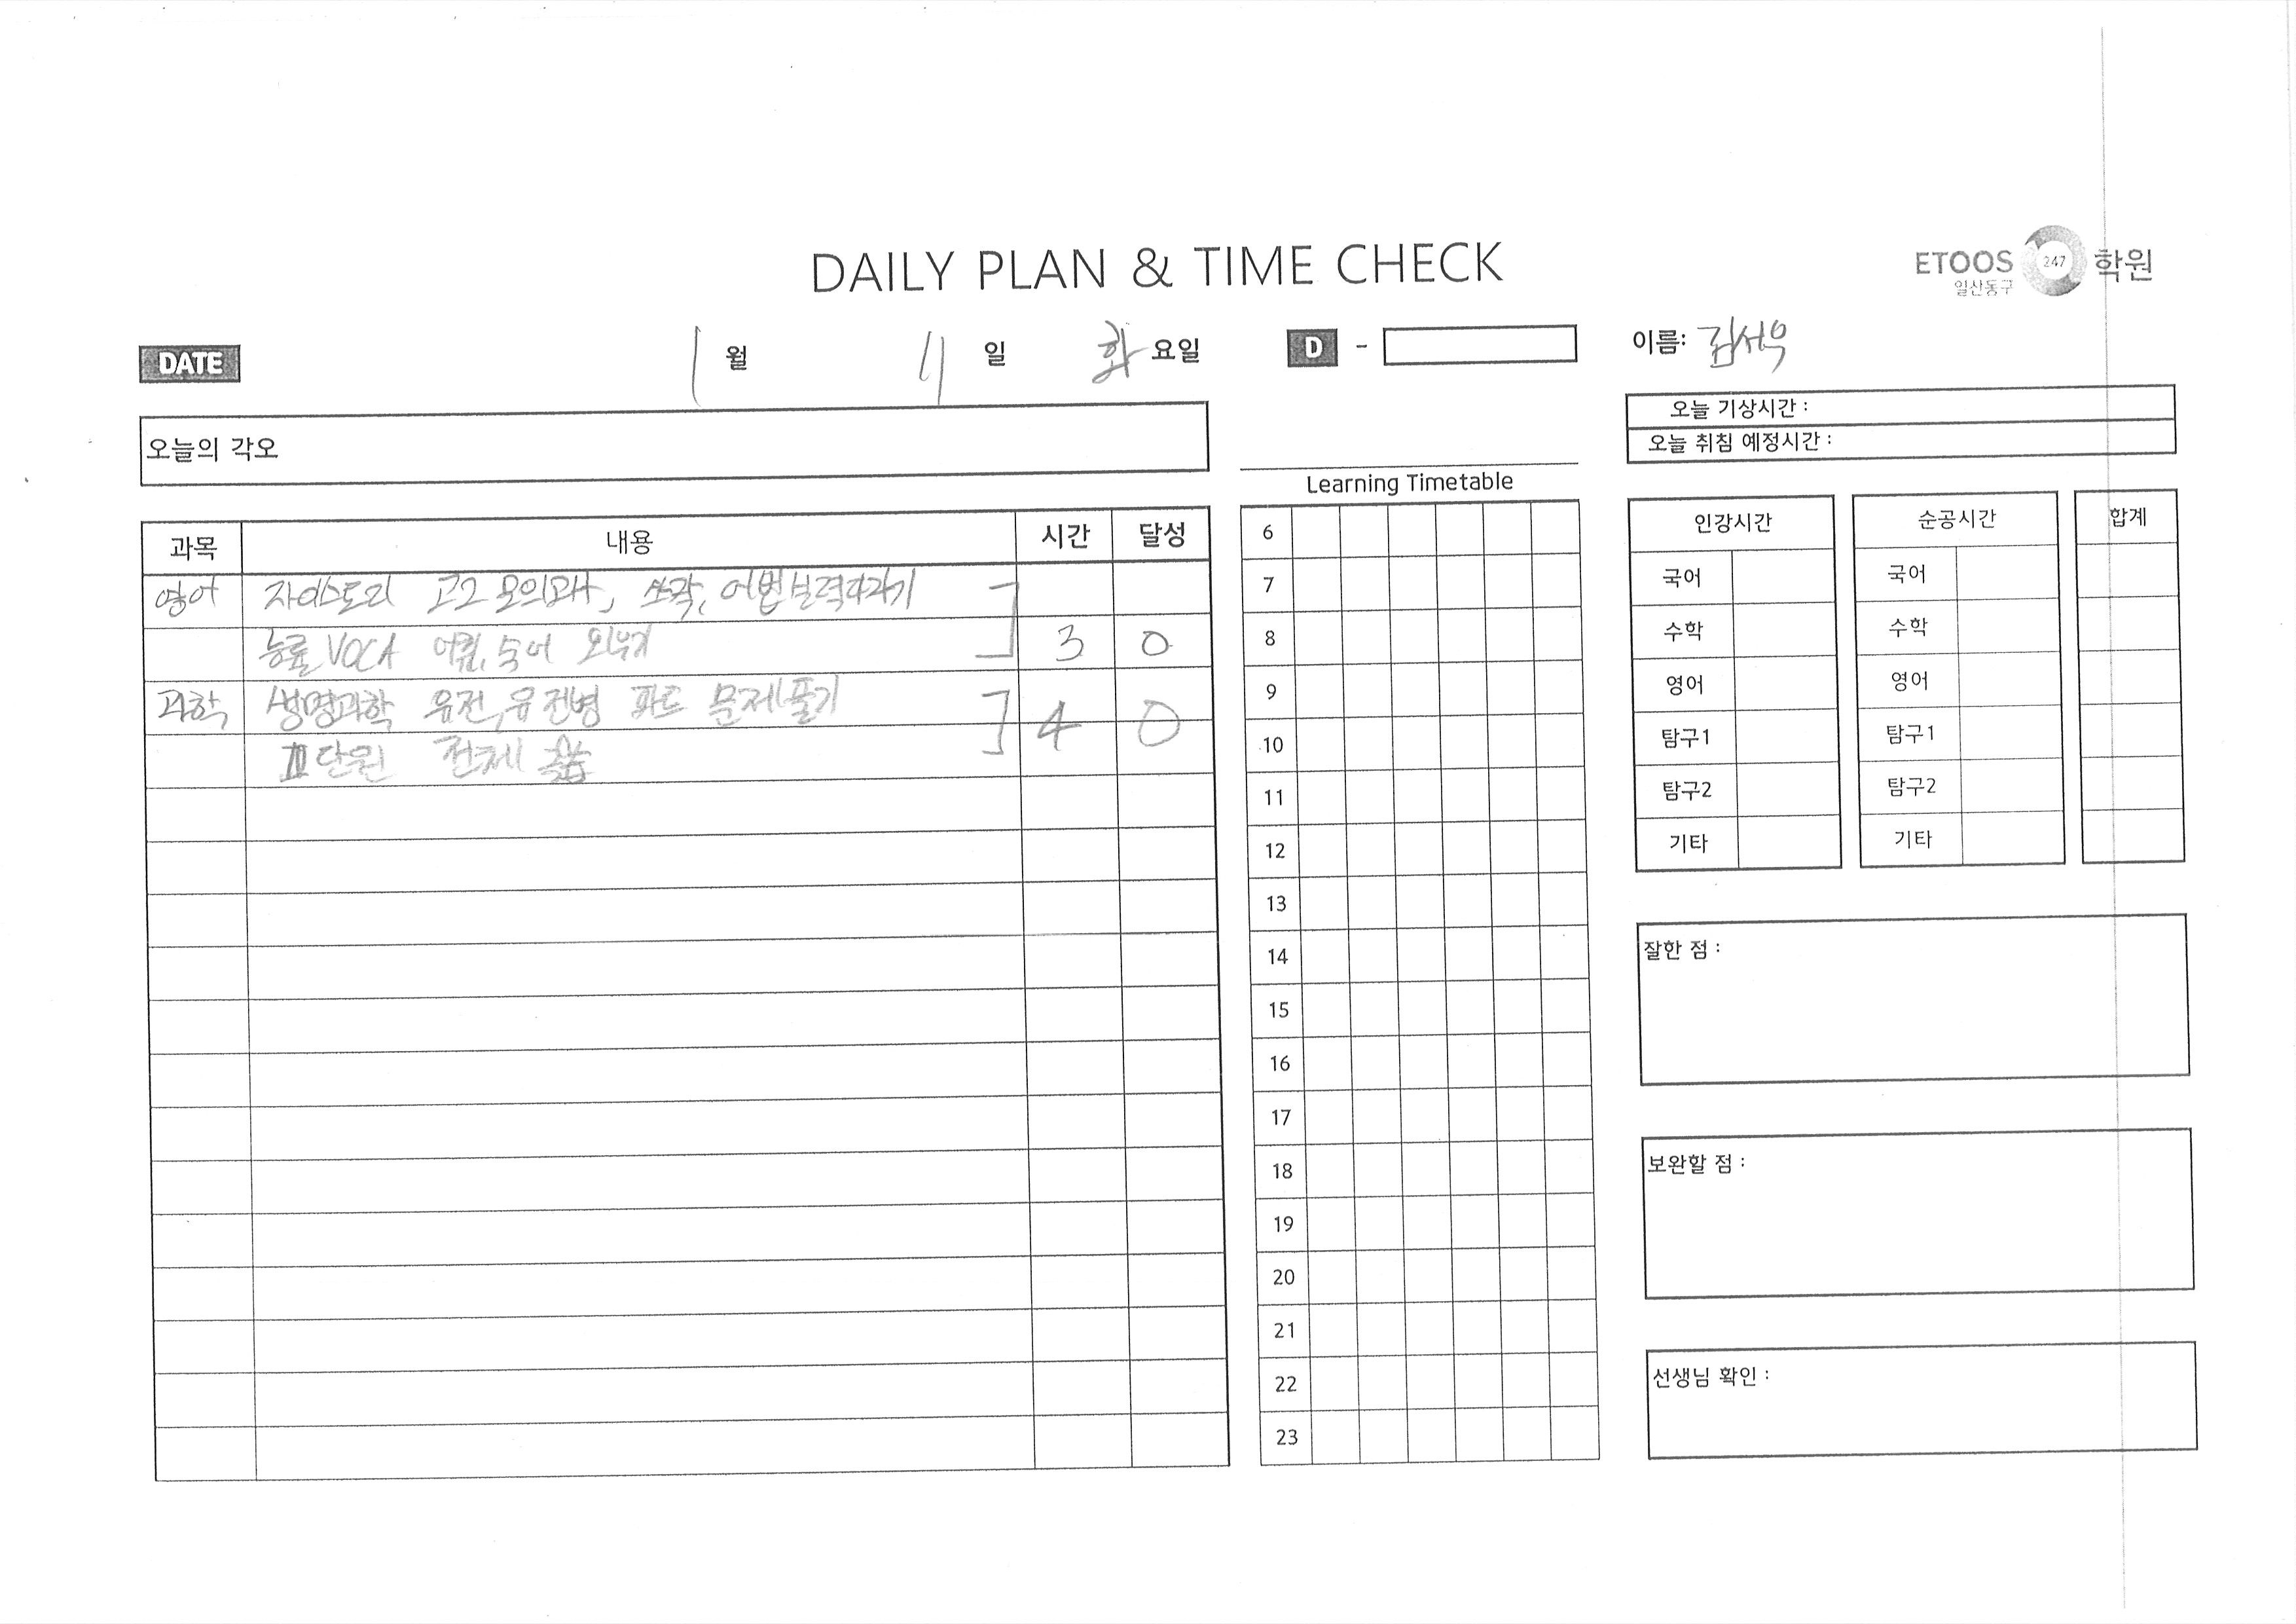 DAILY PLAN & TIME CHECK
ETOOS 247 학원
일산동구
DATE 1 월 11 일 화 요일 D - 이름: 김서우
오늘의 각오
오늘 기상시간 :
오늘 취침 예정시간 :
과목 내용 시간 달성
영어 자이스토리 고2 모의고사, 쏘작, 어법실력다지기
능률 VOCA 어휘, 숙어 외우기 3 O
과학 생명과학 유전, 유전병 파트 문제풀기 4 O
Ⅲ단원 전체
Learning Timetable
6
7
8
9
10
11
12
13
14
15
16
17
18
19
20
21
22
23
인강시간 순공시간 합계
국어 국어
수학 수학
영어 영어
탐구1 탐구1
탐구2 탐구2
기타 기타
잘한 점 :
보완할 점 :
선생님 확인 :